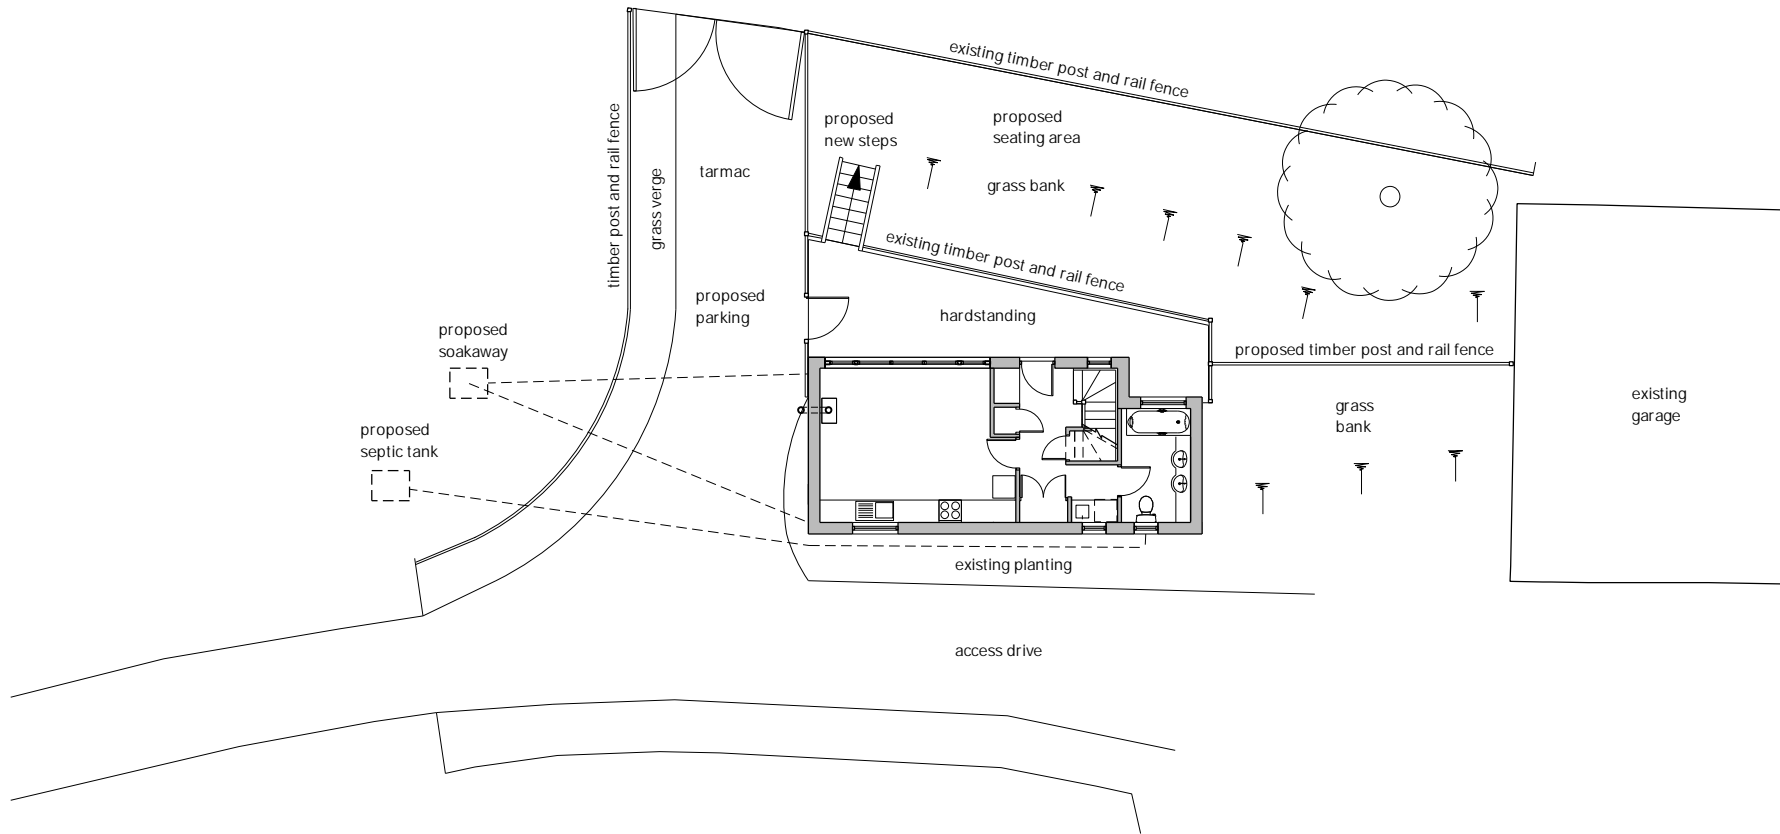 existing timber post and rail fence
proposed
new steps
proposed
seating area
timber post and rail fence
grass verge
tarmac
grass bank
existing timber post and rail fence
proposed
parking
hardstanding
proposed
soakaway
proposed timber post and rail fence
existing
garage
grass
bank
proposed
septic tank
existing planting
access drive